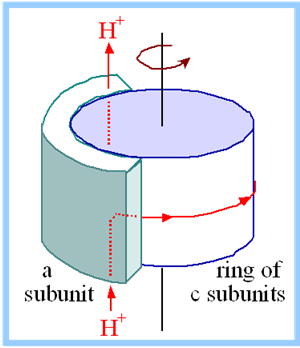 H+
a
subunit
ring of
c subunits
H+